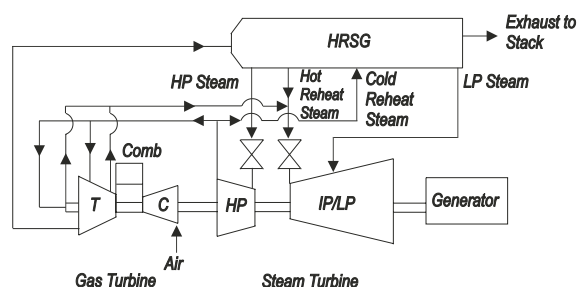 HRSG
Exhaust to
Stack
HP Steam
Hot
Reheat
Steam
Cold
Reheat
Steam
LP Steam
Comb
T
C
HP
IP/LP
Generator
Air
Gas Turbine
Steam Turbine